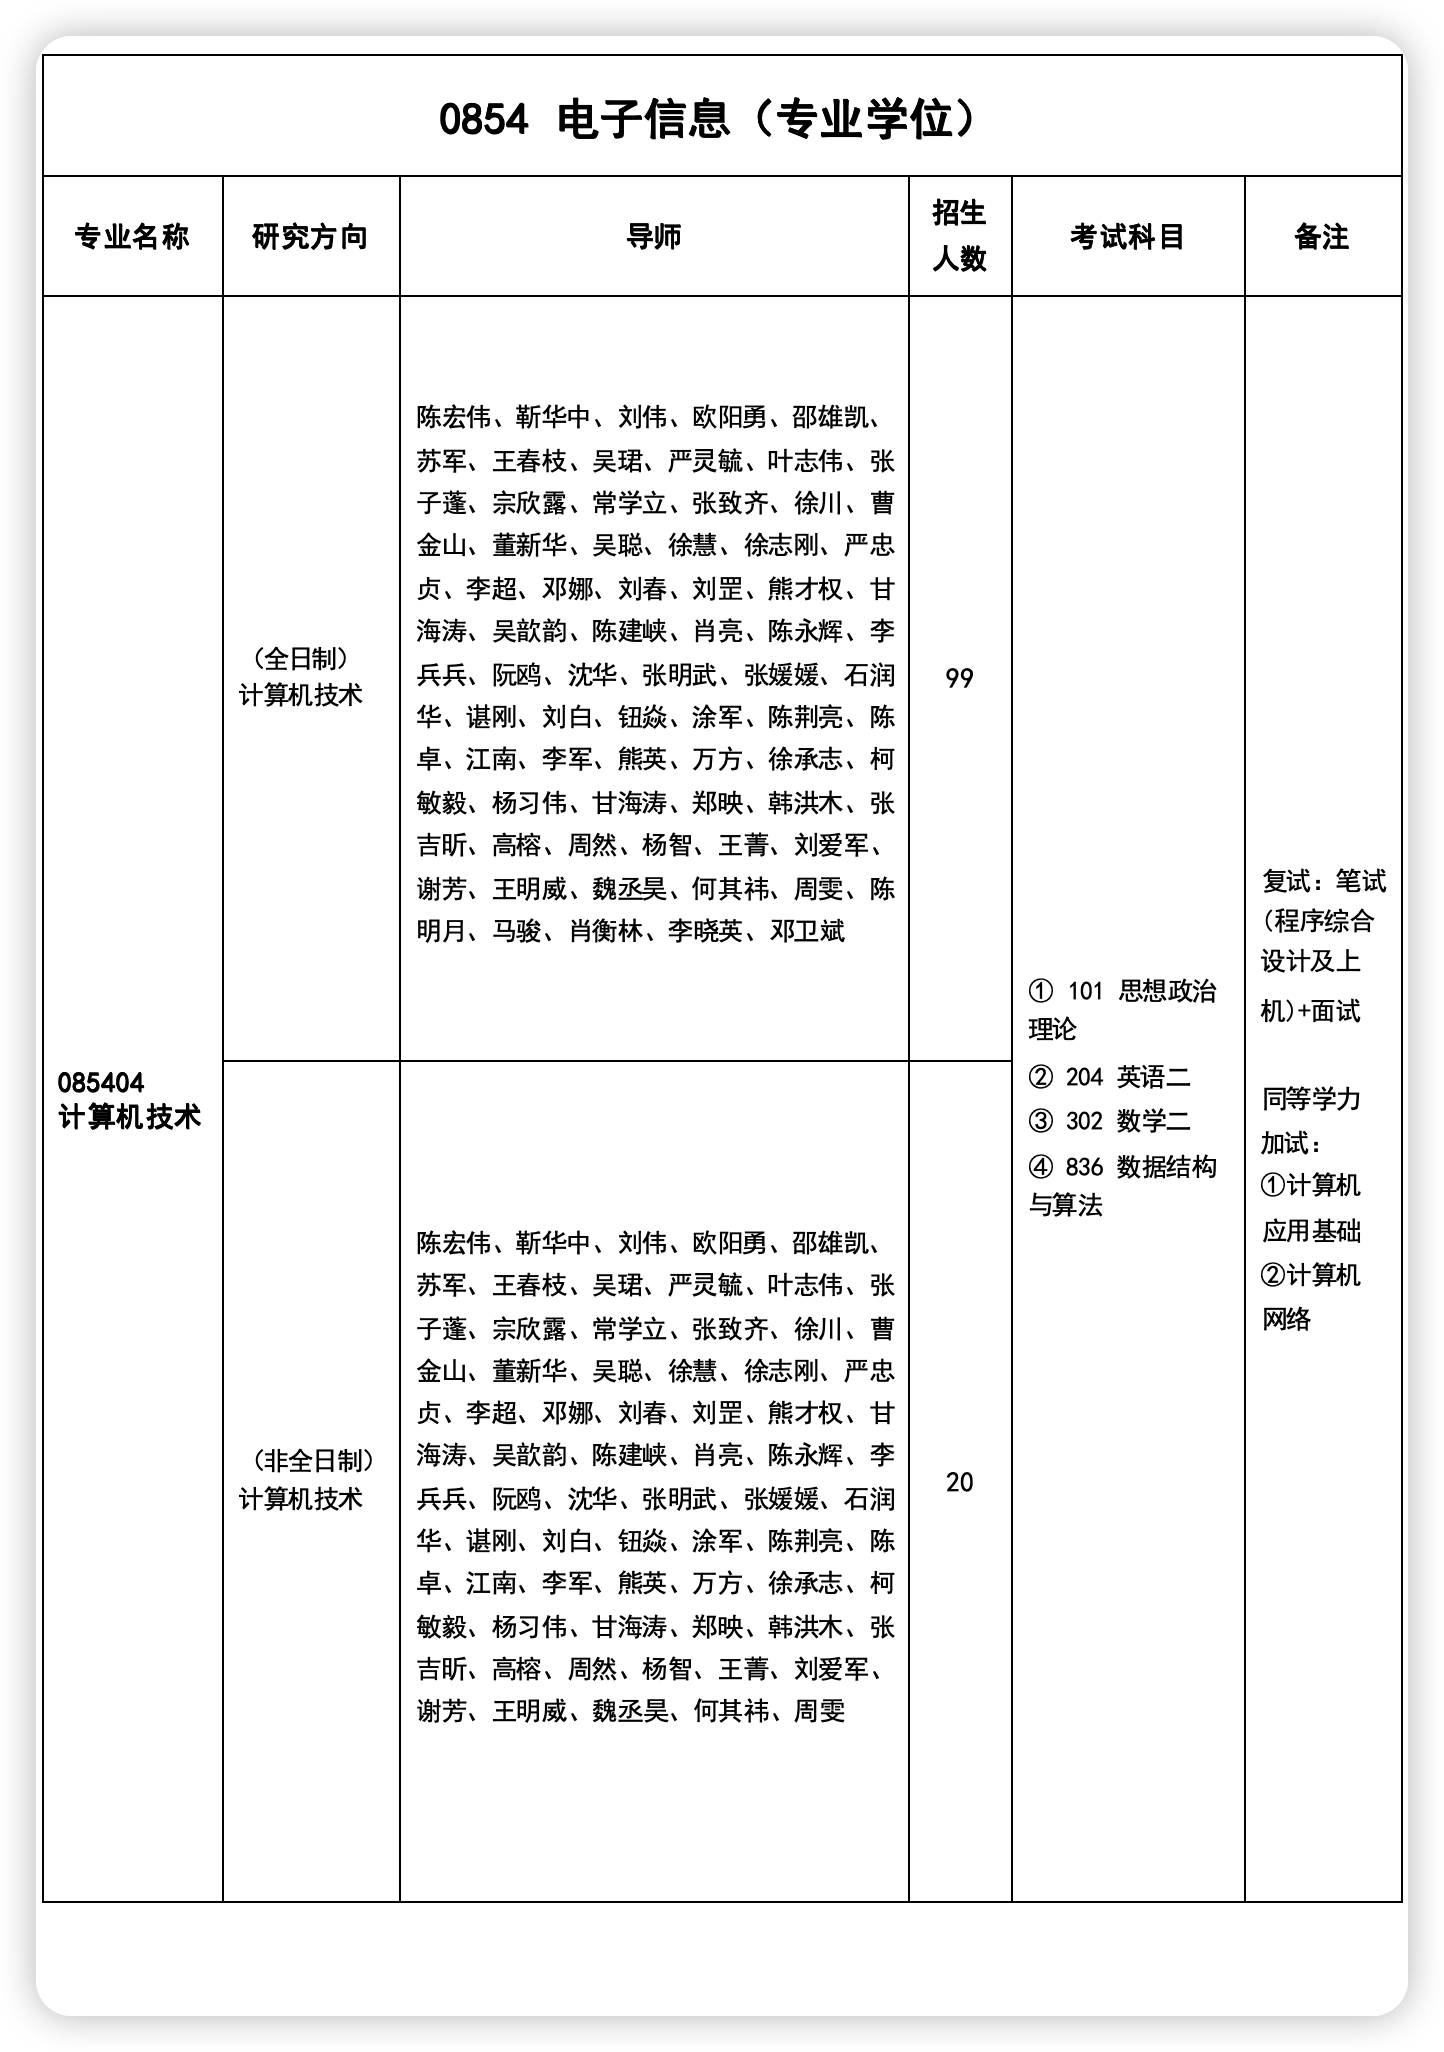 0854 电子信息（专业学位）
专业名称
研究方向
导师
招生
人数
考试科目
备注
085404
计算机技术
（全日制）
计算机技术
陈宏伟、靳华中、刘伟、欧阳勇、邵雄凯、
苏军、王春枝、吴珺、严灵毓、叶志伟、张
子蓬、宗欣露、常学立、张致齐、徐川、曹
金山、董新华、吴聪、徐慧、徐志刚、严忠
贞、李超、邓娜、刘春、刘罡、熊才权、甘
海涛、吴歆韵、陈建峡、肖亮、陈永辉、李
兵兵、阮鸥、沈华、张明武、张媛媛、石润
华、谌刚、刘白、钮焱、涂军、陈荆亮、陈
卓、江南、李军、熊英、万方、徐承志、柯
敏毅、杨习伟、甘海涛、郑映、韩洪木、张
吉昕、高榕、周然、杨智、王菁、刘爱军、
谢芳、王明威、魏丞昊、何其祎、周雯、陈
明月、马骏、肖衡林、李晓英、邓卫斌
99
（非全日制）
计算机技术
陈宏伟、靳华中、刘伟、欧阳勇、邵雄凯、
苏军、王春枝、吴珺、严灵毓、叶志伟、张
子蓬、宗欣露、常学立、张致齐、徐川、曹
金山、董新华、吴聪、徐慧、徐志刚、严忠
贞、李超、邓娜、刘春、刘罡、熊才权、甘
海涛、吴歆韵、陈建峡、肖亮、陈永辉、李
兵兵、阮鸥、沈华、张明武、张媛媛、石润
华、谌刚、刘白、钮焱、涂军、陈荆亮、陈
卓、江南、李军、熊英、万方、徐承志、柯
敏毅、杨习伟、甘海涛、郑映、韩洪木、张
吉昕、高榕、周然、杨智、王菁、刘爱军、
谢芳、王明威、魏丞昊、何其祎、周雯
20
① 101 思想政治
理论
② 204 英语二
③ 302 数学二
④ 836 数据结构
与算法
复试：笔试
（程序综合
设计及上
机)+面试
同等学力
加试：
①计算机
应用基础
②计算机
网络